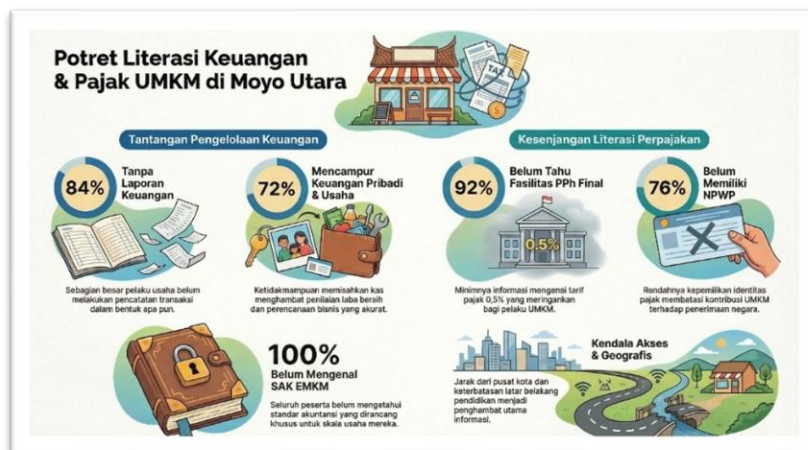 Potret Literasi Keuangan
& Pajak UMKM di Moyo Utara
TAX
Tantangan Pengelolaan Keuangan
84%
Tanpa
Laporan
Keuangan
Sebagian besar pelaku usaha belum
melakukan pencatatan transaksi
dalam bentuk apa pun.
72%
Mencampur
Keuangan Pribadi
& Usaha
Ketidakmampuan memisahkan kas
menghambat penilaian laba beraih
dan perencanaan bisnis yang akurat.
100%
Belum Mengenal
SAK EMKM
Seluruh peserta belum mengetahui
standar akuntansi yang dirancang
khusus untuk skala usaha mereka.
Kesenjangan Literasi Perpajakan
92%
Belum Tahu
Fasilitas PPh Final
0,5%
Minimnya informasi mengensi tarif
pajak 0,5% yang meringankan
bagi pelaku UMKM.
76%
Belum
Memiliki
NPWP
Rendahnya kepemilikan identitas
pajak membatasi kontribusi UMKM
terhadap penerimaan negara.
Kendala Akses
& Geografis
Jarak dari pusat kota dan
keterbatasan latar belakang
pendidikan menjadi
penghambat utama
informasi.